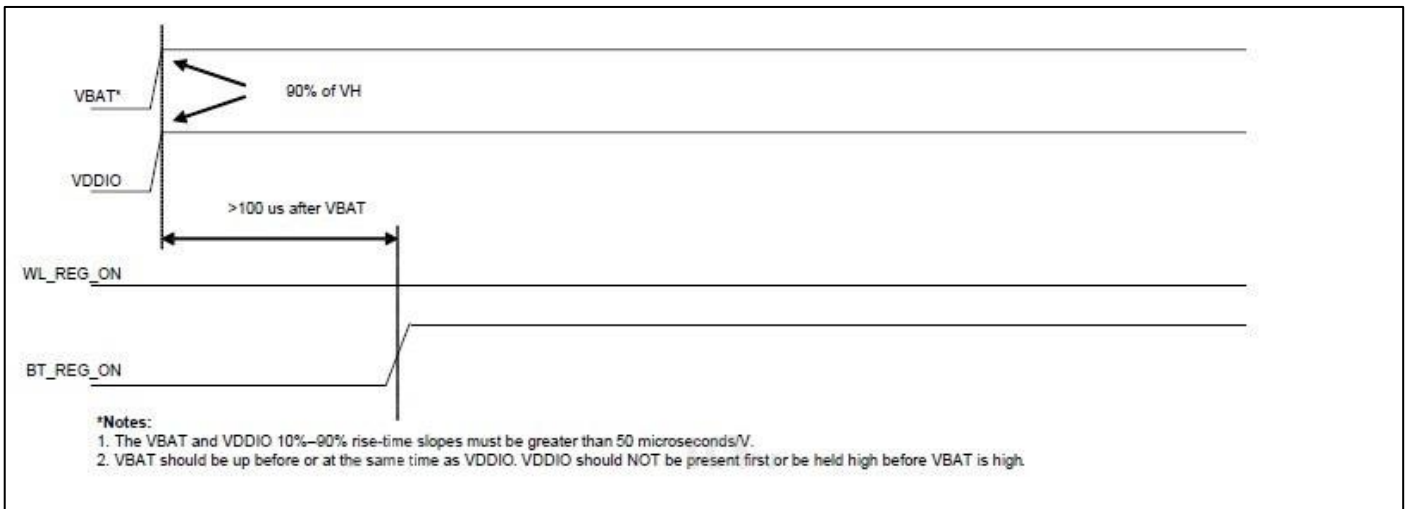 VBAT*
90% of VH
VDDIO
>100 us after VBAT
WL_REG_ON
BT_REG_ON
*Notes:
1. The VBAT and VDDIO 10%–90% rise-time slopes must be greater than 50 microseconds/V.
2. VBAT should be up before or at the same time as VDDIO. VDDIO should NOT be present first or be held high before VBAT is high.